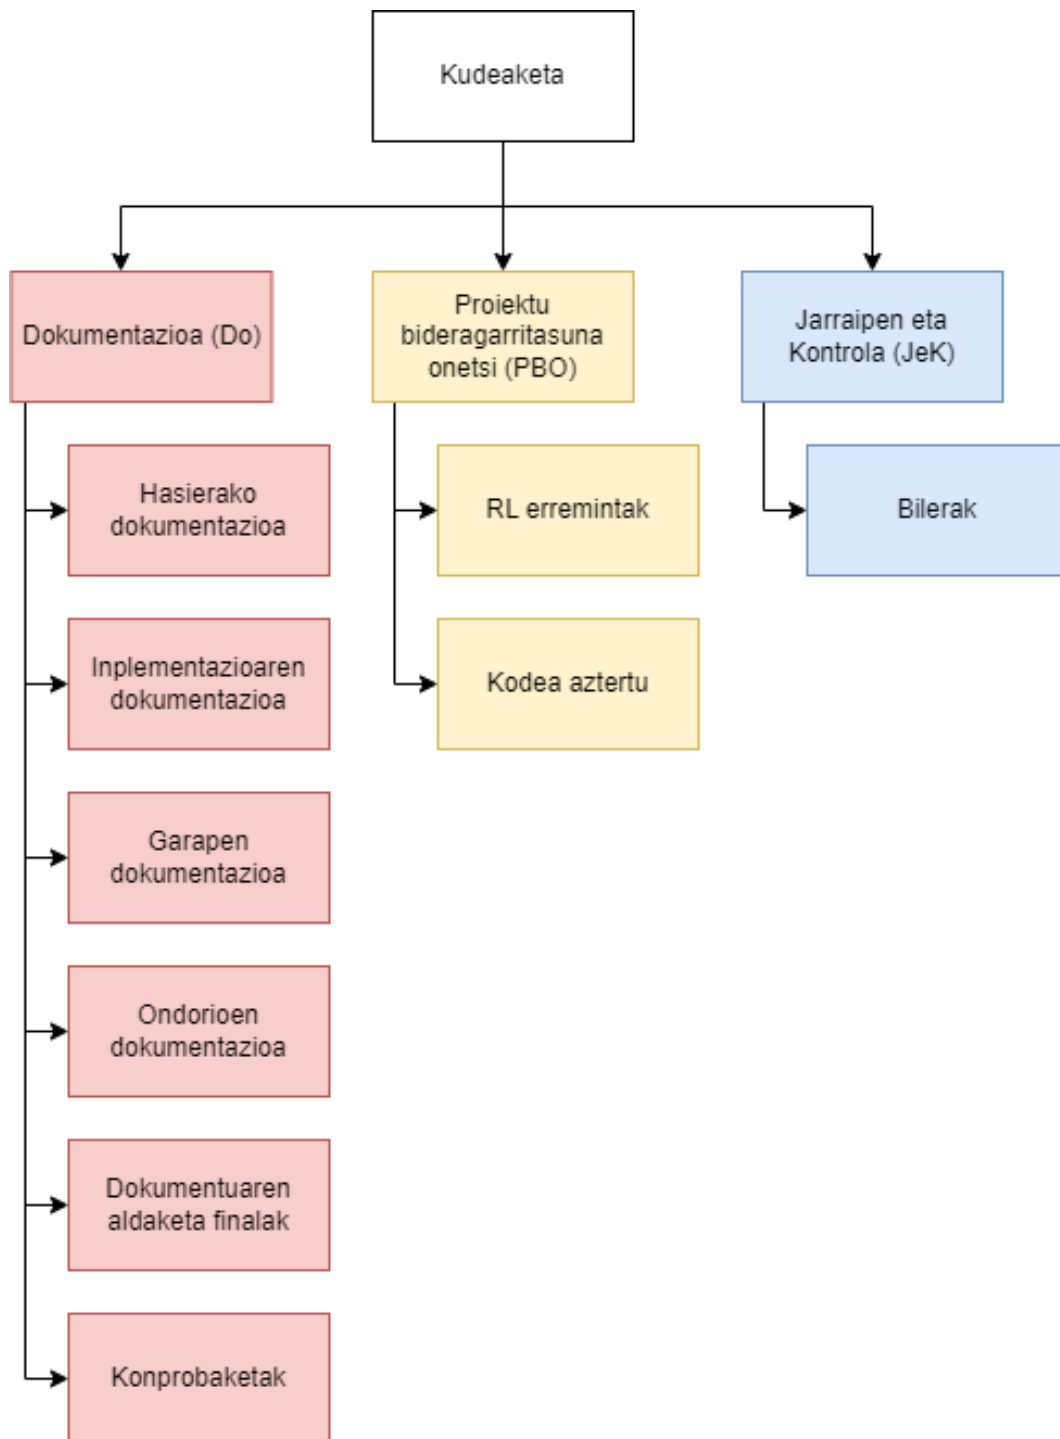 Kudeaketa
Dokumentazioa (Do)
Proiektu
bideragarritasuna
onetsi (PBO)
Jarraipen eta
Kontrola (JeK)
Hasierako
dokumentazioa
RL erremintak
Bilerak
Inplementazioaren
dokumentazioa
Kodea aztertu
Garapen
dokumentazioa
Ondorioen
dokumentazioa
Dokumentuaren
aldaketa finalak
Konprobaketak